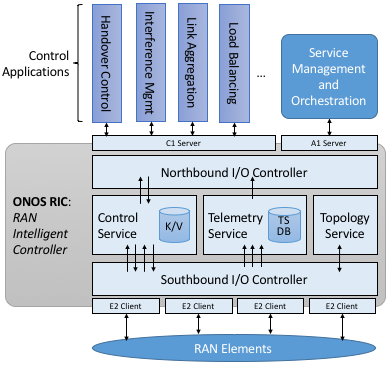 Control
Applications
Handover Control
Interference Mgmt
Link Aggregation
Load Balancing
...
Service
Management
and
Orchestration
C1 Server
A1 Server
Northbound I/O Controller
ONOS RIC:
RAN
Intelligent
Controller
Control
Service
K/V
Telemetry
Service
TS
DB
Topology
Service
Southbound I/O Controller
E2 Client
E2 Client
E2 Client
E2 Client
RAN Elements